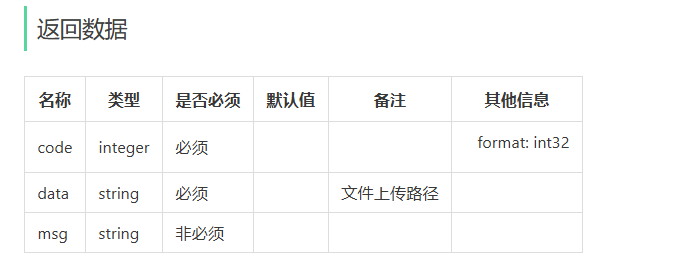 返回数据
名称 类型 是否必须 默认值 备注 其他信息
code integer 必须 format: int32
data string 必须 文件上传路径
msg string 非必须